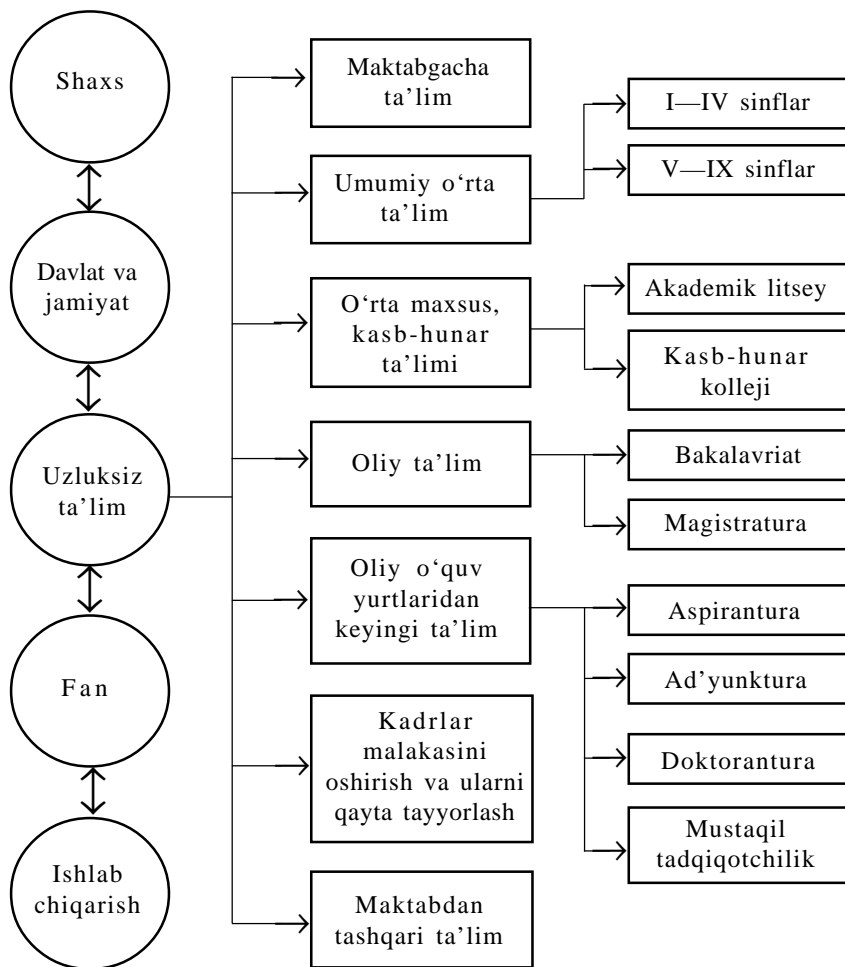 Shaxs
Davlat va
jamiyat
Uzluksiz
ta’lim
Fan
Ishlab
chiqarish
Maktabgacha
ta’lim
Umumiy o‘rta
ta’lim
O‘rta maxsus,
kasb-hunar
ta’limi
Oliy ta’lim
Oliy o‘quv
yurtlaridan
keyingi ta’lim
Kadrlar
malakasini
oshirish va ularni
qayta tayyorlash
Maktabdan
tashqari ta’lim
I—IV sinflar
V—IX sinflar
Akademik litsey
Kasb-hunar
kolleji
Bakalavriat
Magistratura
Aspirantura
Ad’yunktura
Doktorantura
Mustaqil
tadqiqotchilik